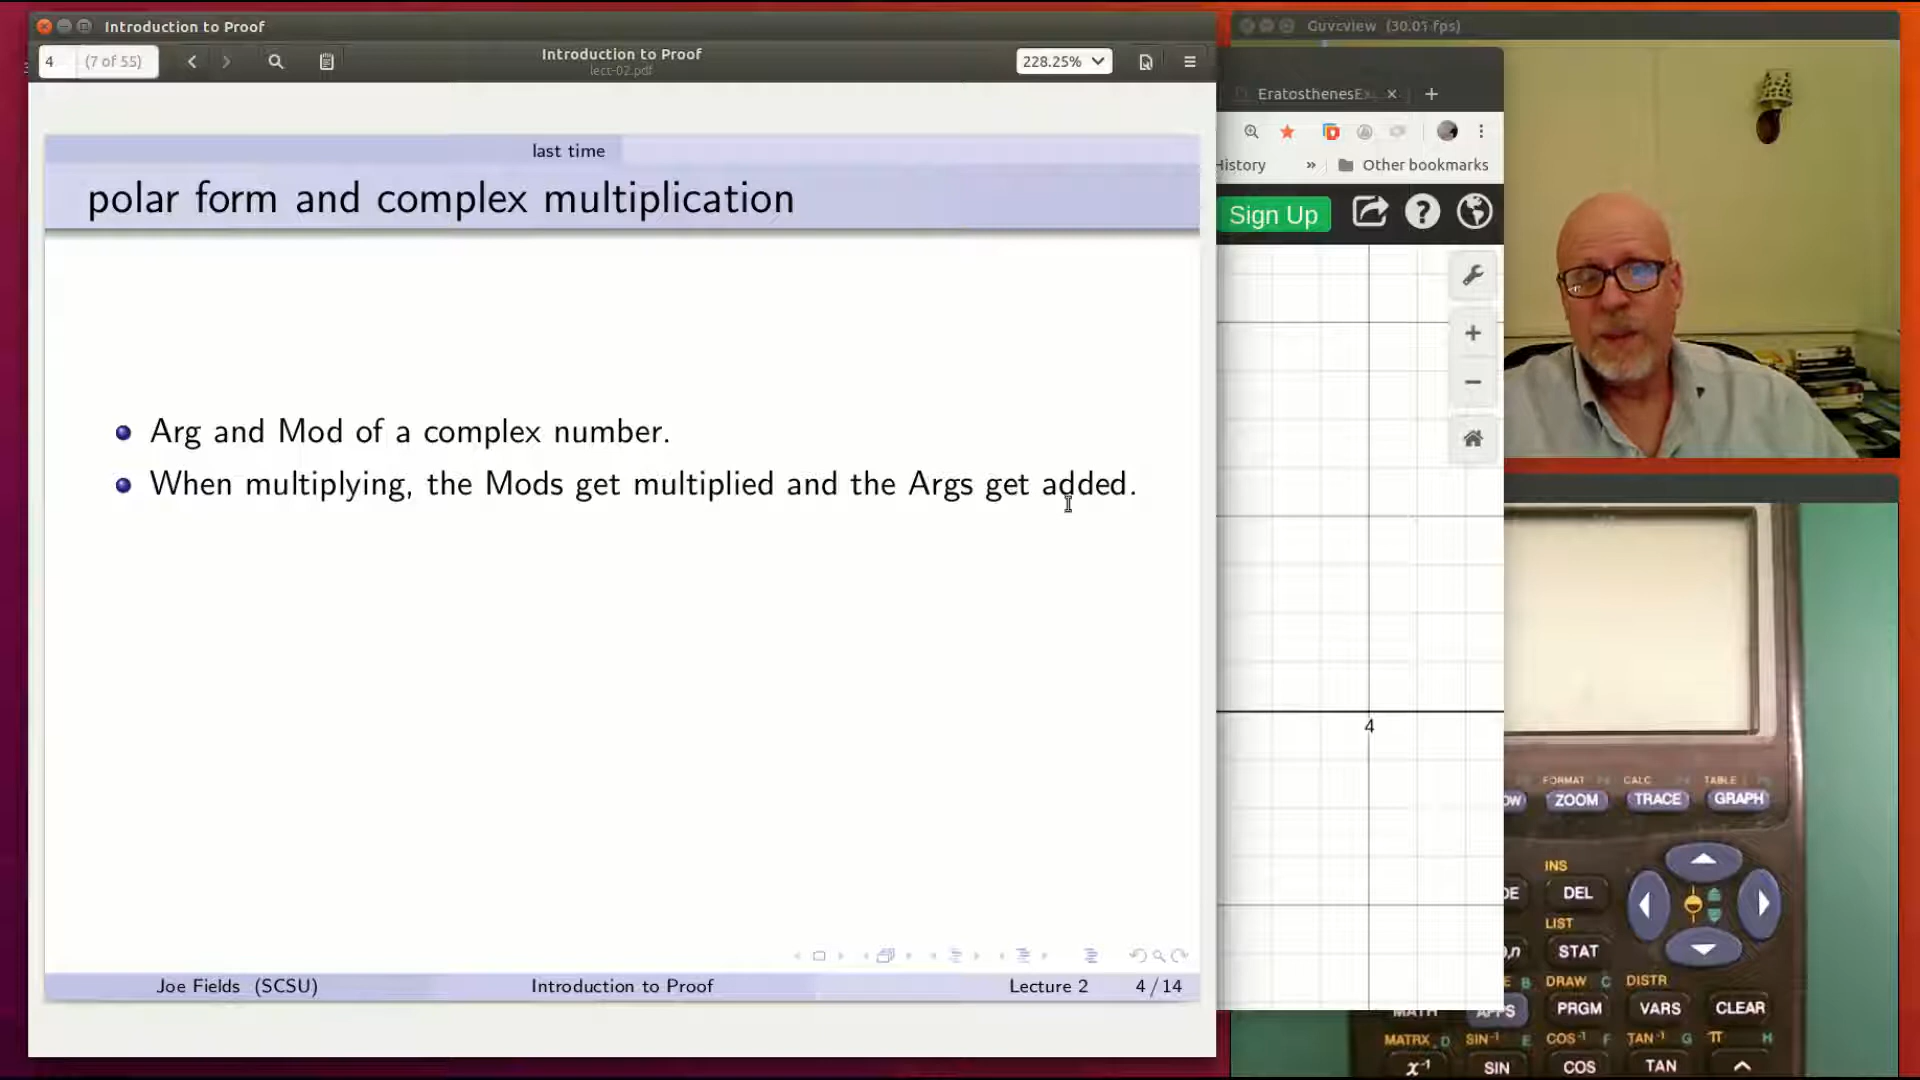 Introduction to Proof
4 (7 of 55)
Introduction to Proof
lect-02.pdf
228.25%
last time
polar form and complex multiplication
Arg and Mod of a complex number.
When multiplying, the Mods get multiplied and the Args get added.
Joe Fields (SCSU) Introduction to Proof Lecture 2 4 / 14
Guvcview (30.01 fps)
EratosthenesEx
History » Other bookmarks
Sign Up
4
FORMAT CALC TABLE
ZOOM TRACE GRAPH
INS
DEL
LIST
STAT
B DRAW C DISTR
MATH APPS PRGM VARS CLEAR
MATRX D SIN-1 E COS-1 F TAN-1 G π H
x-1 SIN COS TAN ^